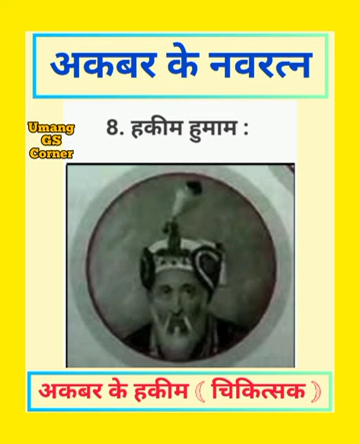 अकबर के नवरत्न
Umang
GS
Corner
8. हकीम हुमाम :
अकबर के हकीम ( चिकित्सक )